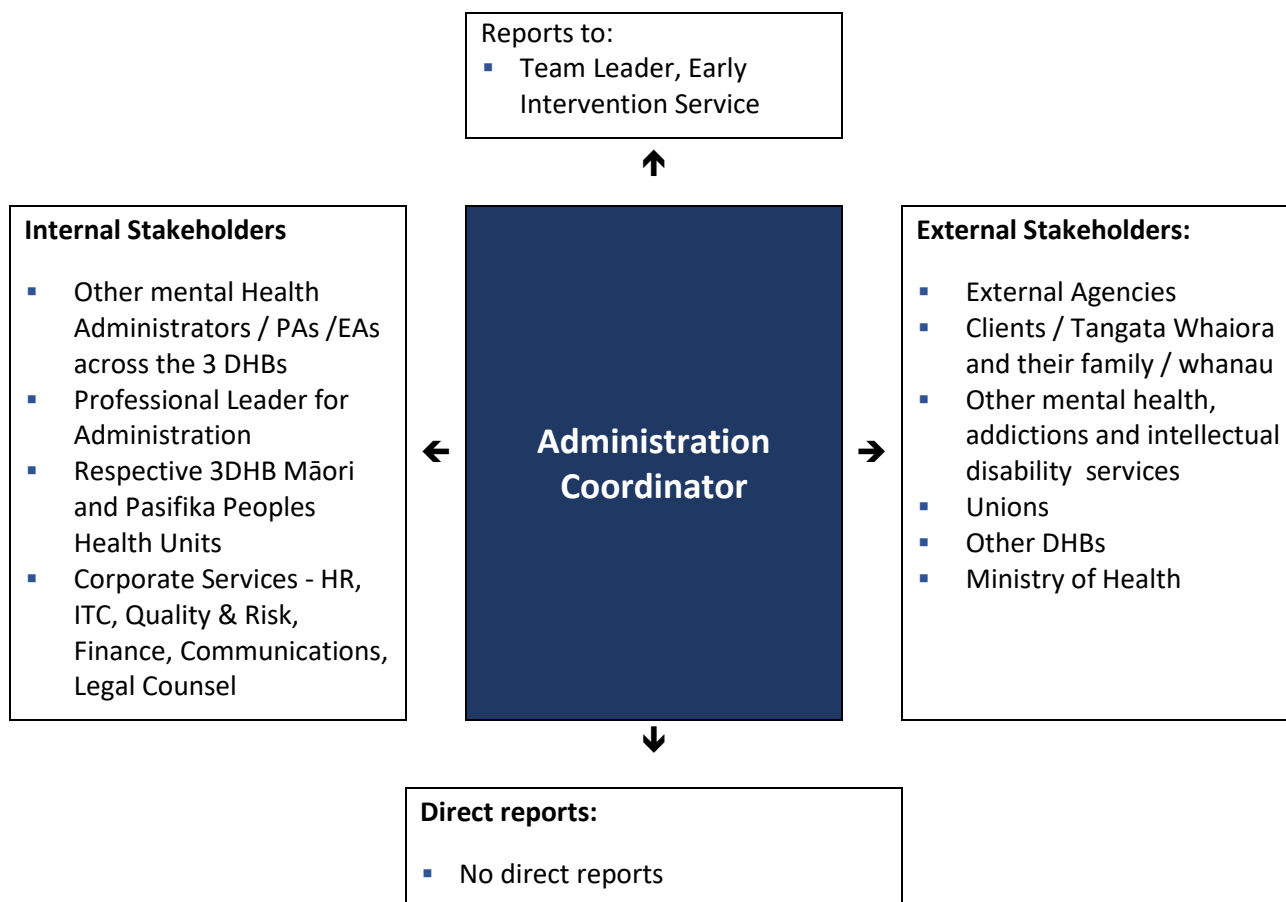 Reports to:
▪ Team Leader, Early
Intervention Service
Internal Stakeholders
▪ Other mental Health
Administrators / PAs /EAs
across the 3 DHBs
▪ Professional Leader for
Administration
▪ Respective 3DHB Māori
and Pasifika Peoples
Health Units
▪ Corporate Services - HR,
ITC, Quality & Risk,
Finance, Communications,
Legal Counsel
Administration
Coordinator
External Stakeholders:
▪ External Agencies
▪ Clients / Tangata Whaiora
and their family / whanau
▪ Other mental health,
addictions and intellectual
disability  services
▪ Unions
▪ Other DHBs
▪ Ministry of Health
Direct reports:
▪ No direct reports